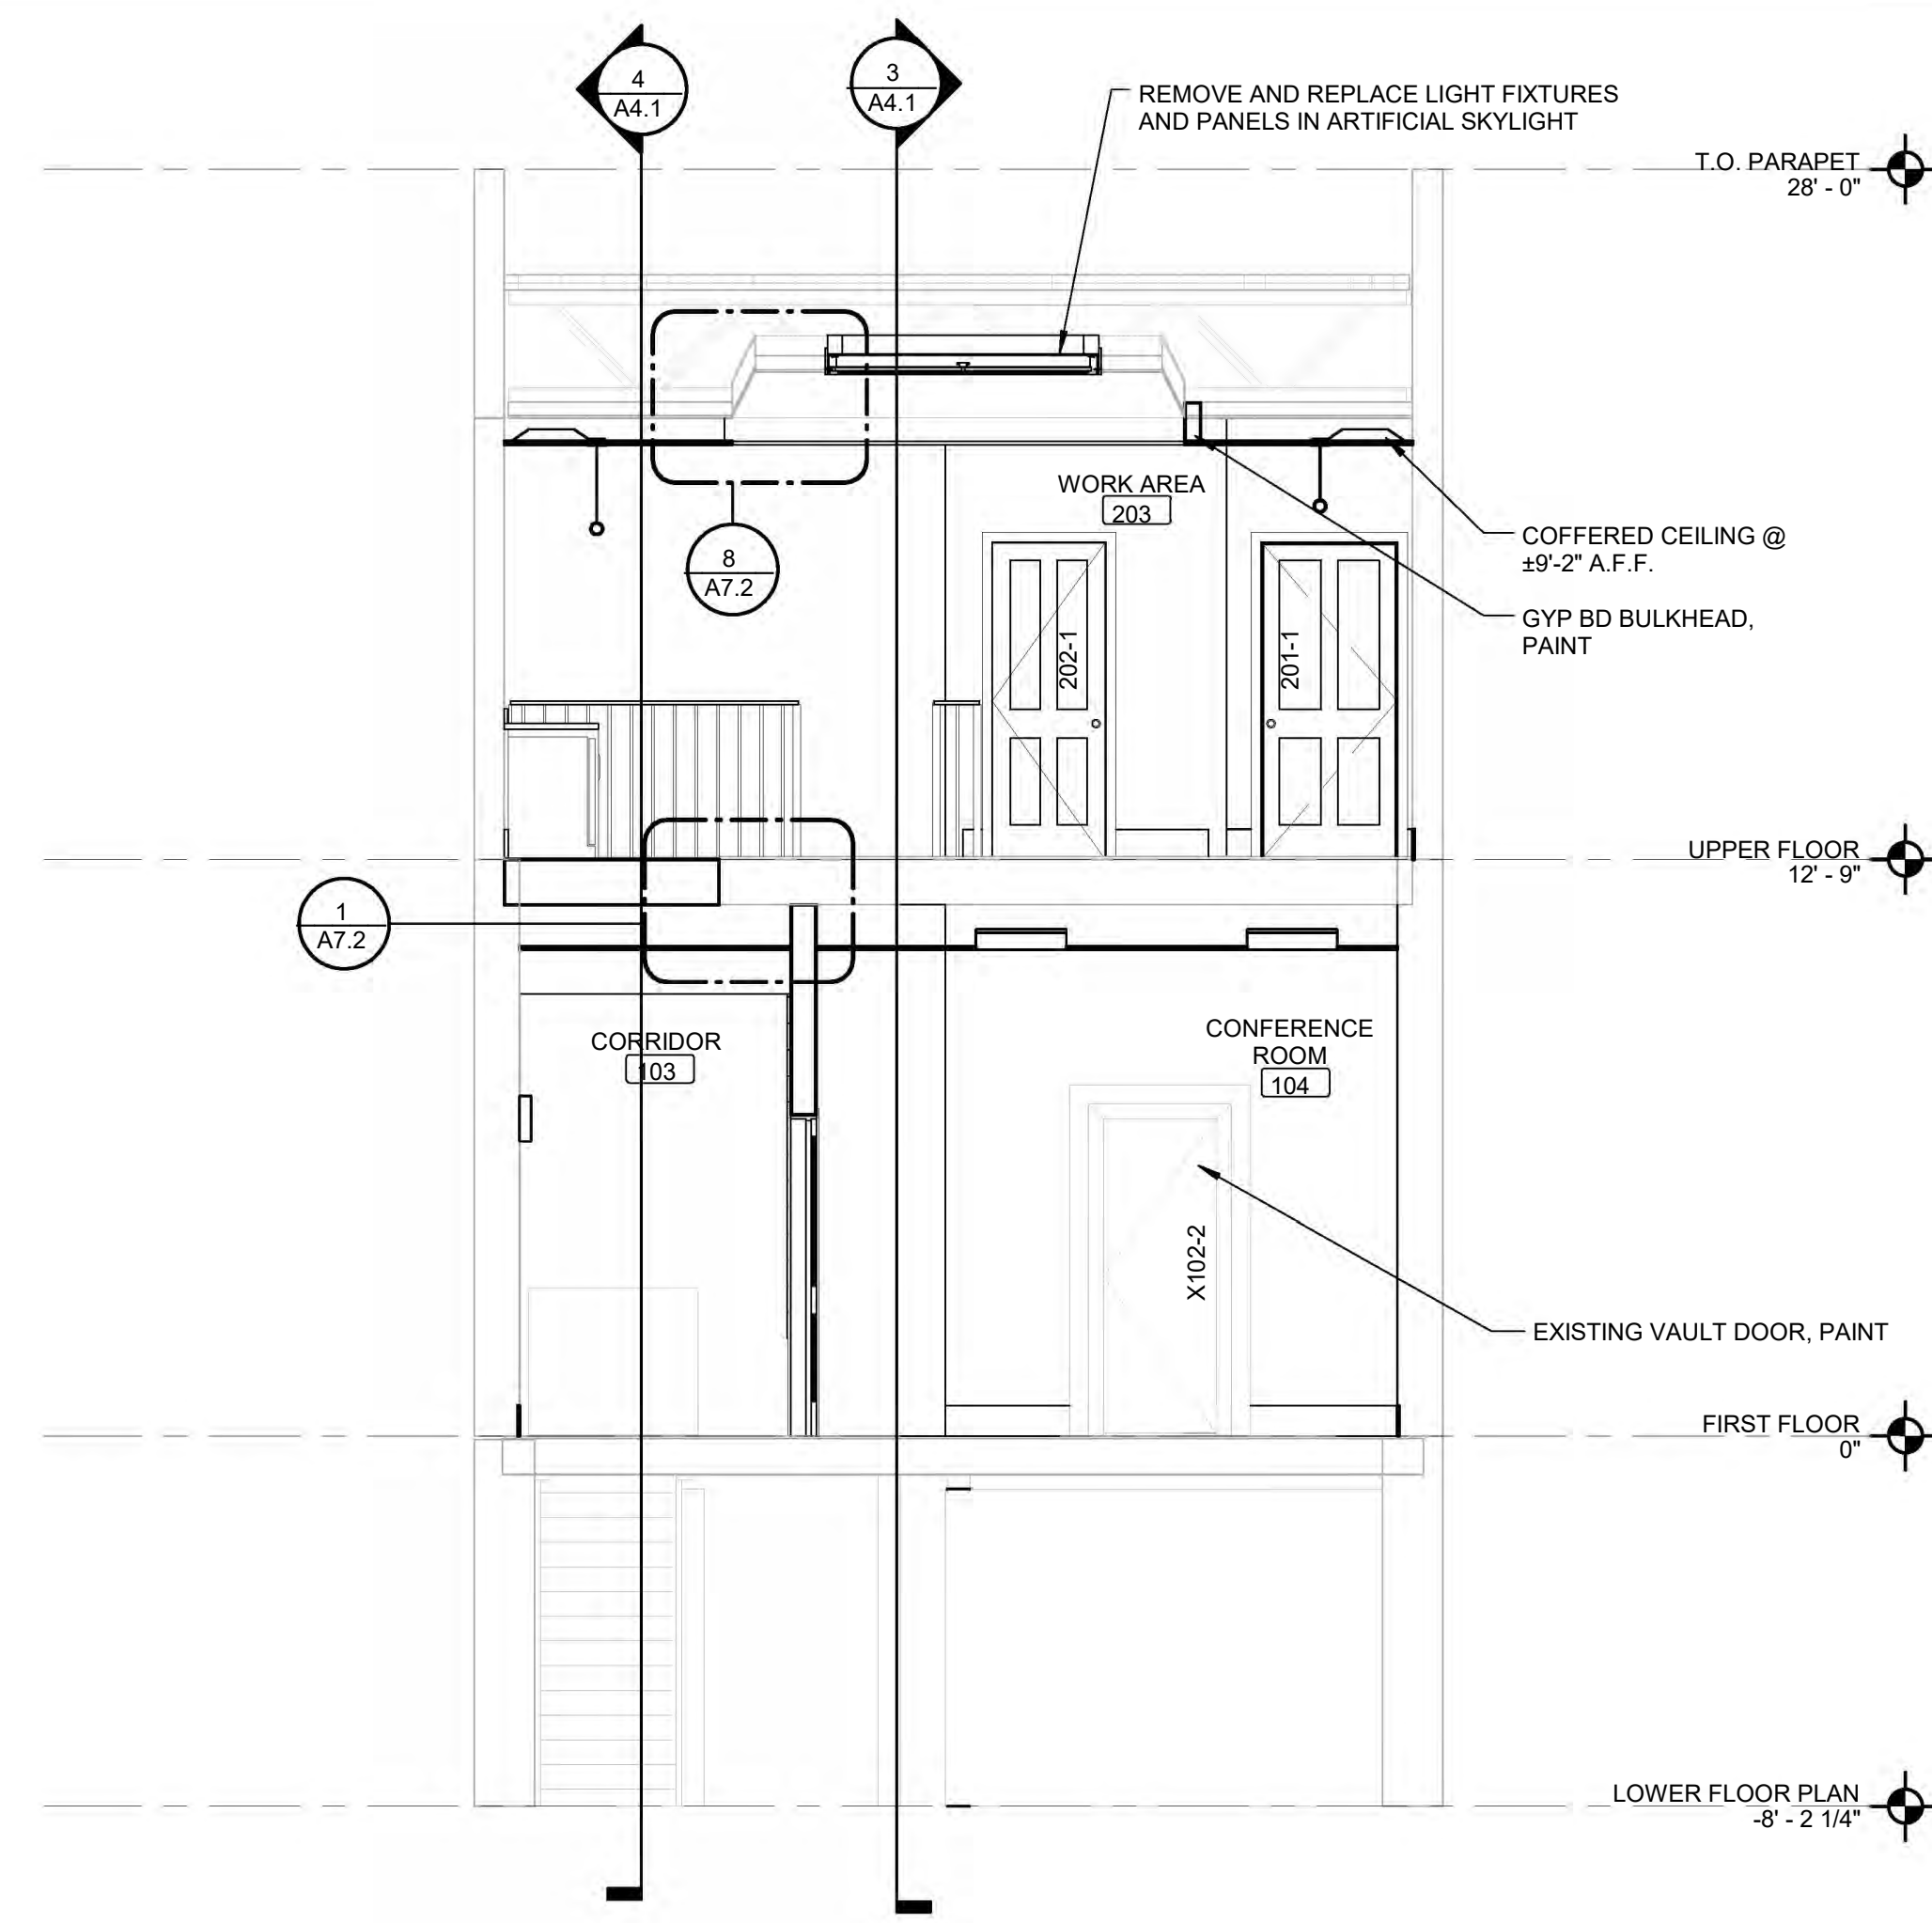 4
A4.1
3
A4.1
REMOVE AND REPLACE LIGHT FIXTURES
AND PANELS IN ARTIFICIAL SKYLIGHT
T.O. PARAPET
28' - 0"
WORK AREA
203
COFFERED CEILING @
±9'-2" A.F.F.
8
A7.2
GYP BD BULKHEAD,
PAINT
202-1
201-1
UPPER FLOOR
12' - 9"
1
A7.2
CORRIDOR
103
CONFERENCE
ROOM
104
X102-2
EXISTING VAULT DOOR, PAINT
FIRST FLOOR
0"
LOWER FLOOR PLAN
-8' - 2 1/4"